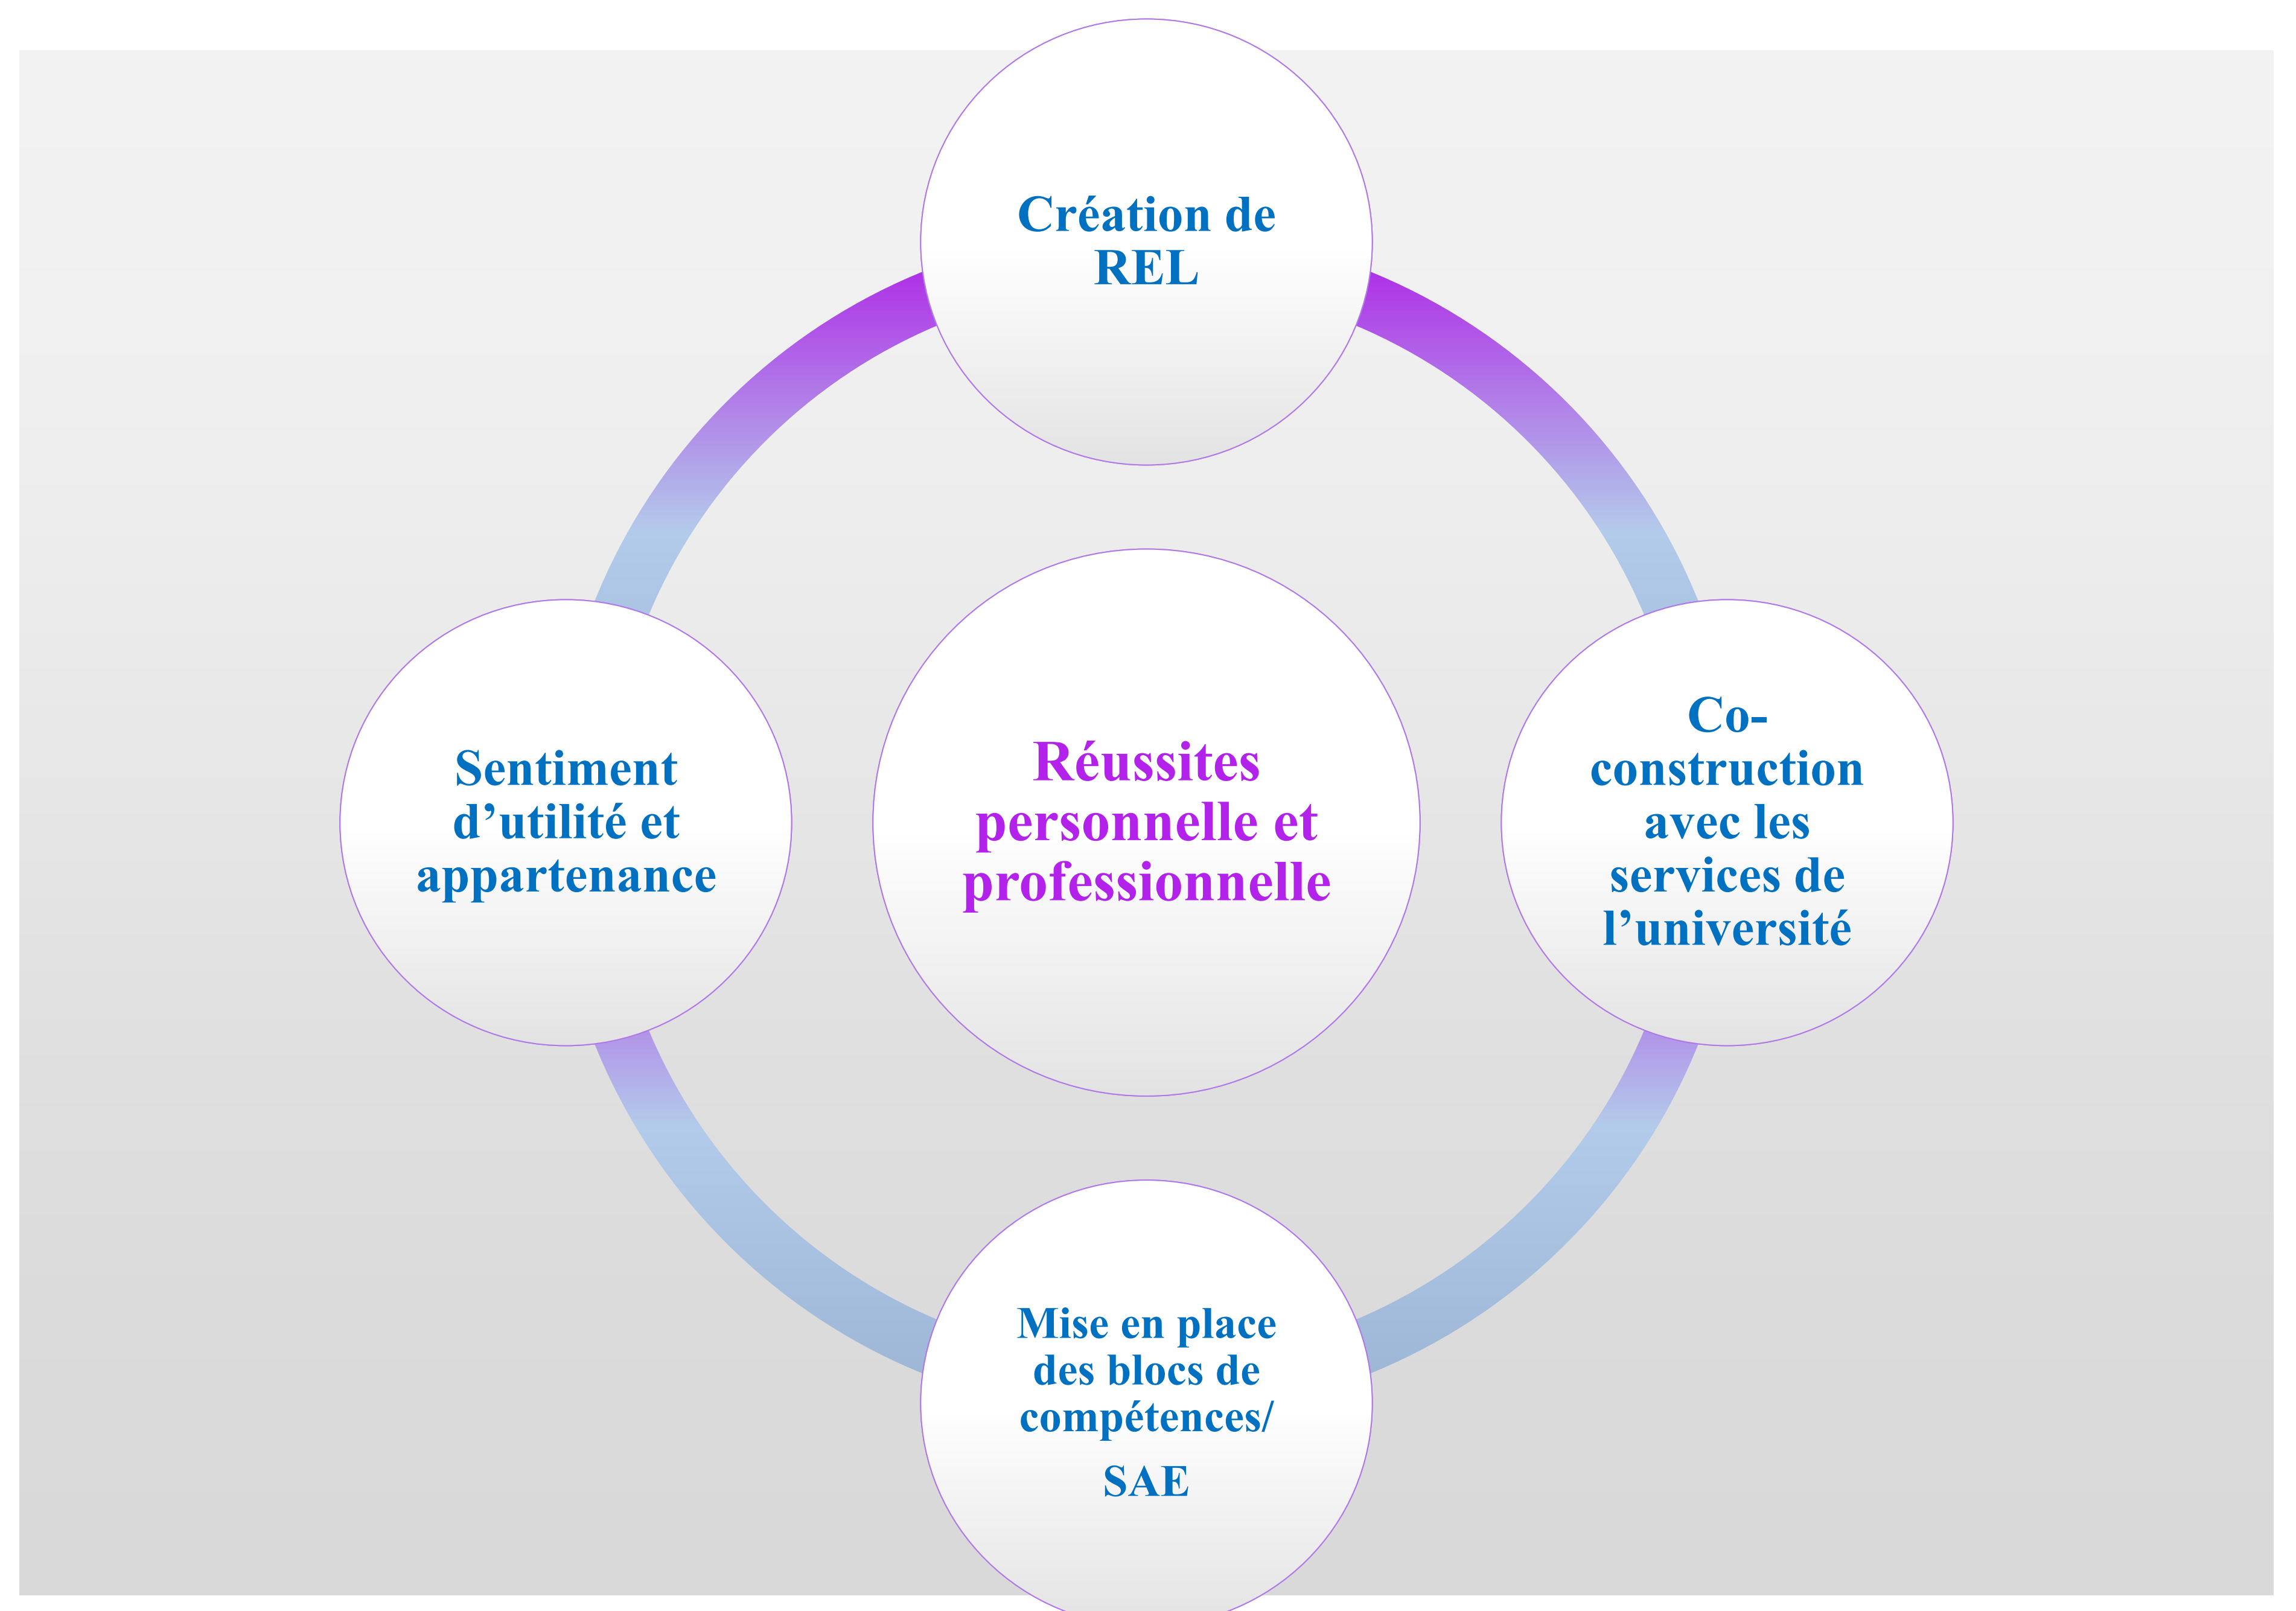 Création de
REL
Sentiment
d’utilité et
appartenance
Réussites
personnelle et
professionnelle
Co-
construction
avec les
services de
l’université
Mise en place
des blocs de
compétences/
SAE